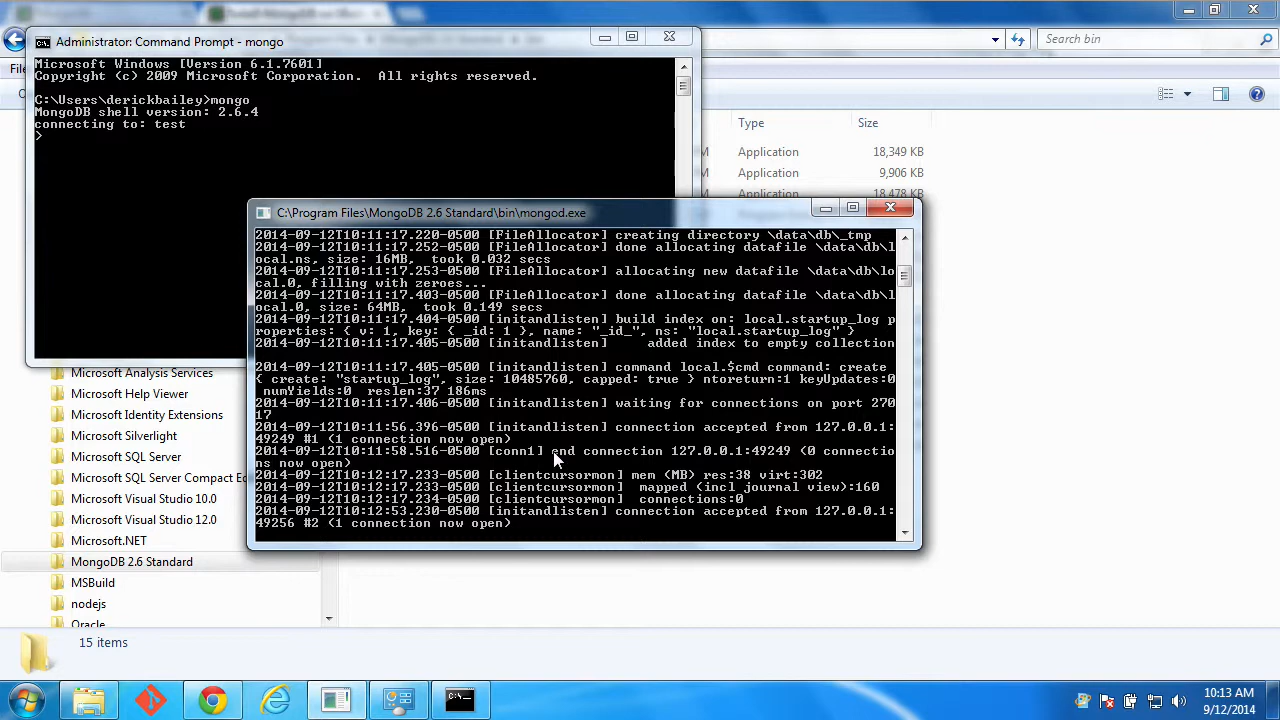 Administrator: Command Prompt - mongo
Search bin
Microsoft Windows [Version 6.1.7601]
Copyright (c) 2009 Microsoft Corporation.  All rights reserved.
C:\Users\derickbailey>mongo
MongoDB shell version: 2.6.4
connecting to: test
>
Type
Size
Application
18,349 KB
Application
9,906 KB
Application
18,478 KB
C:\Program Files\MongoDB 2.6 Standard\bin\mongod.exe
2014-09-12T10:11:17.220-0500 [FileAllocator] creating directory \data\db\_tmp
2014-09-12T10:11:17.252-0500 [FileAllocator] done allocating datafile \data\db\l
ocal.ns, size: 16MB,  took 0.032 secs
2014-09-12T10:11:17.253-0500 [FileAllocator] allocating new datafile \data\db\lo
cal.0, filling with zeroes...
2014-09-12T10:11:17.403-0500 [FileAllocator] done allocating datafile \data\db\l
ocal.0, size: 64MB,  took 0.149 secs
2014-09-12T10:11:17.404-0500 [initandlisten] build index on: local.startup_log p
roperties: { v: 1, key: { _id: 1 }, name: "_id_", ns: "local.startup_log" }
2014-09-12T10:11:17.405-0500 [initandlisten]     added index to empty collection
2014-09-12T10:11:17.405-0500 [initandlisten] command local.$cmd command: create
{ create: "startup_log", size: 10485760, capped: true } ntoreturn:1 keyUpdates:0
numYields:0  reslen:37 186ms
2014-09-12T10:11:17.406-0500 [initandlisten] waiting for connections on port 270
17
2014-09-12T10:11:56.396-0500 [initandlisten] connection accepted from 127.0.0.1:
49249 #1 (1 connection now open)
2014-09-12T10:11:58.516-0500 [conn1] end connection 127.0.0.1:49249 (0 connectio
ns now open)
2014-09-12T10:12:17.233-0500 [clientcursormon] mem (MB) res:38 virt:302
2014-09-12T10:12:17.234-0500 [clientcursormon]  mapped (incl journal view):160
2014-09-12T10:12:17.234-0500 [clientcursormon]  connections:0
2014-09-12T10:12:53.230-0500 [initandlisten] connection accepted from 127.0.0.1:
49256 #2 (1 connection now open)
Microsoft Analysis Services
Microsoft Help Viewer
Microsoft Identity Extensions
Microsoft Silverlight
Microsoft SQL Server
Microsoft SQL Server Compact Ed
Microsoft Visual Studio 10.0
Microsoft Visual Studio 12.0
Microsoft.NET
MongoDB 2.6 Standard
MSBuild
nodejs
Oracle
15 items
10:13 AM
9/12/2014